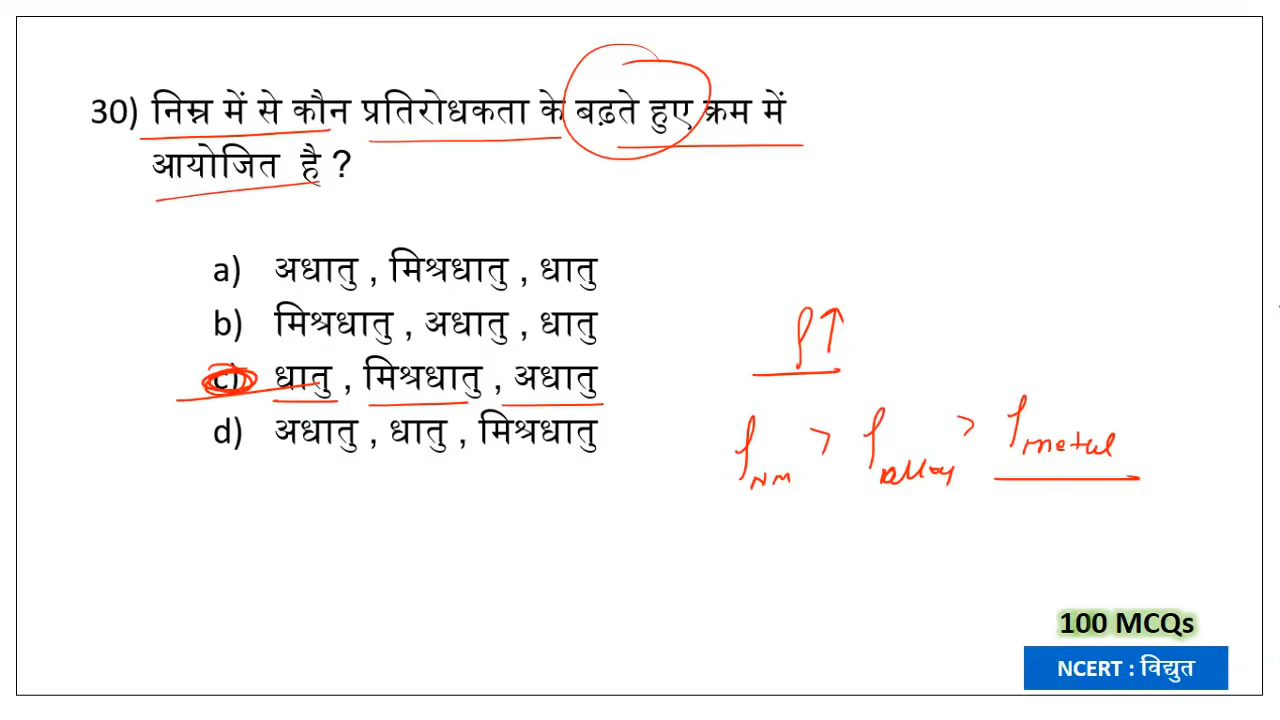 30) निम्न में से कौन प्रतिरोधकता के बढ़ते हुए क्रम में
आयोजित है ?
a) अधातु , मिश्रधातु , धातु
b) मिश्रधातु , अधातु , धातु
c) धातु , मिश्रधातु , अधातु
d) अधातु , धातु , मिश्रधातु
ρ↑
ρNM > ρAlloy > ρmetal
100 MCQs
NCERT : विद्युत